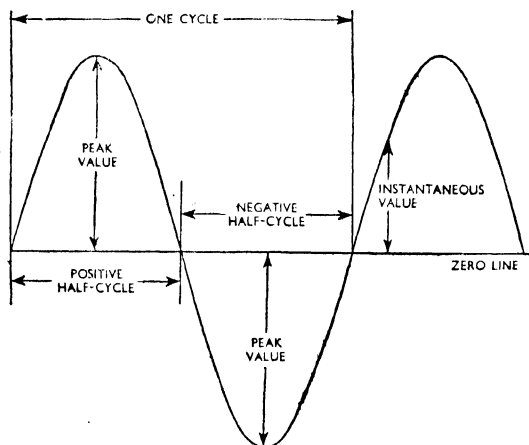 ONE CYCLE
PEAK
VALUE
NEGATIVE
HALF-CYCLE
INSTANTANEOUS
VALUE
POSITIVE
HALF-CYCLE
ZERO LINE
PEAK
VALUE